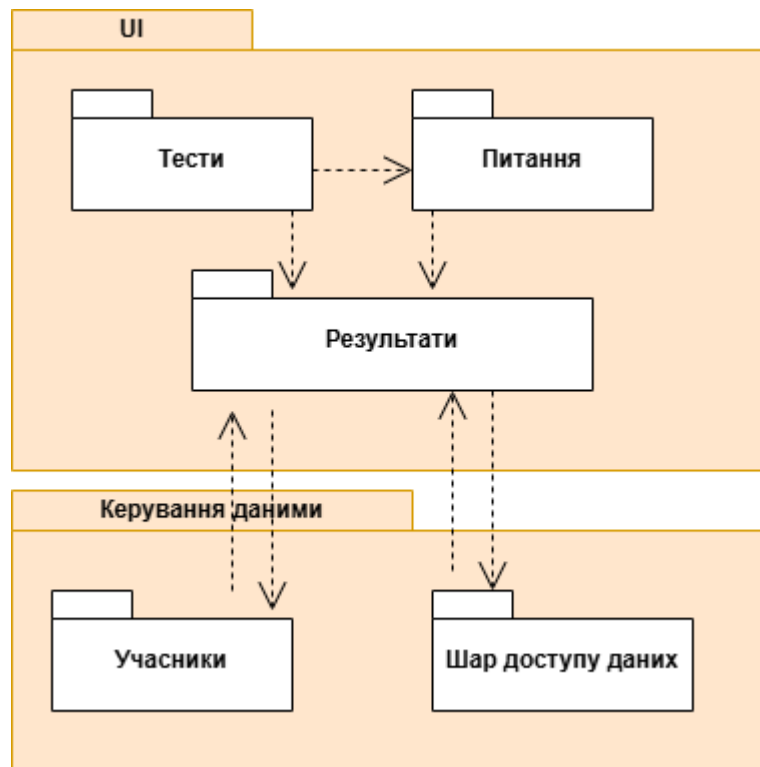 UI
Тести
Питання
Результати
Керування даними
Учасники
Шар доступу даних